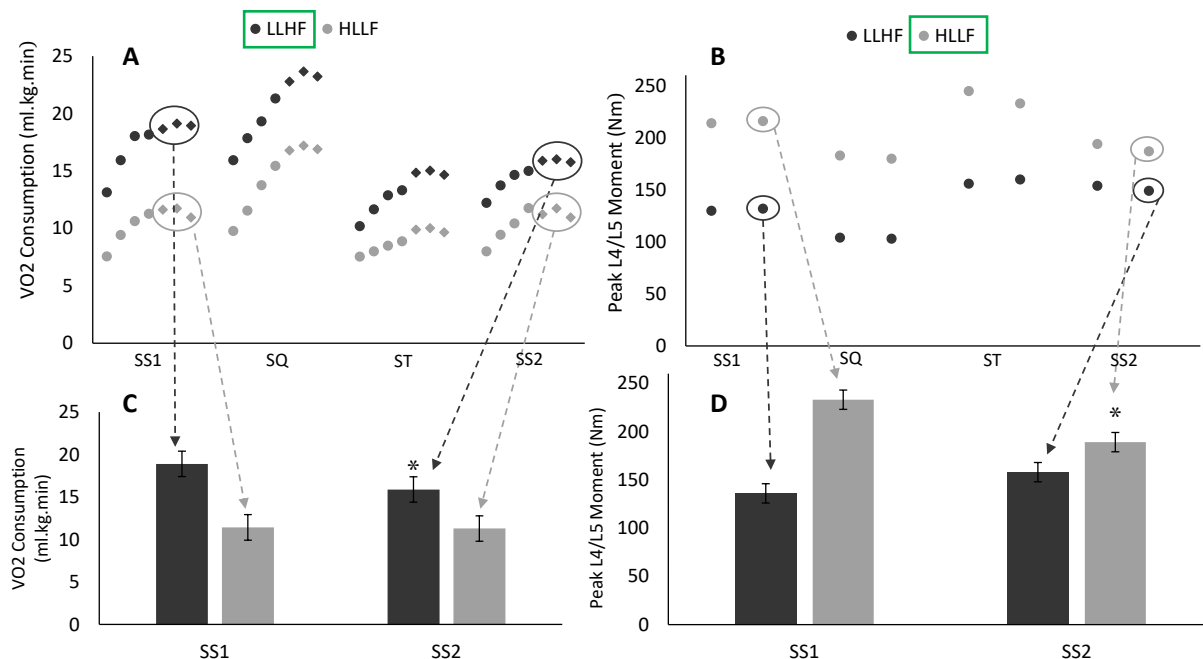 LLHF HLLF
A
VO2 Consumption (ml.kg.min)
25
20
15
10
5
0
SS1 SQ ST SS2
LLHF HLLF
B
Peak L4/L5 Moment (Nm)
250
200
150
100
50
0
SS1 SQ ST SS2
C
VO2 Consumption
(ml.kg.min)
25
20
15
10
5
0
*
SS1 SS2
D
Peak L4/L5 Moment (Nm)
250
200
150
100
50
0
*
SS1 SS2